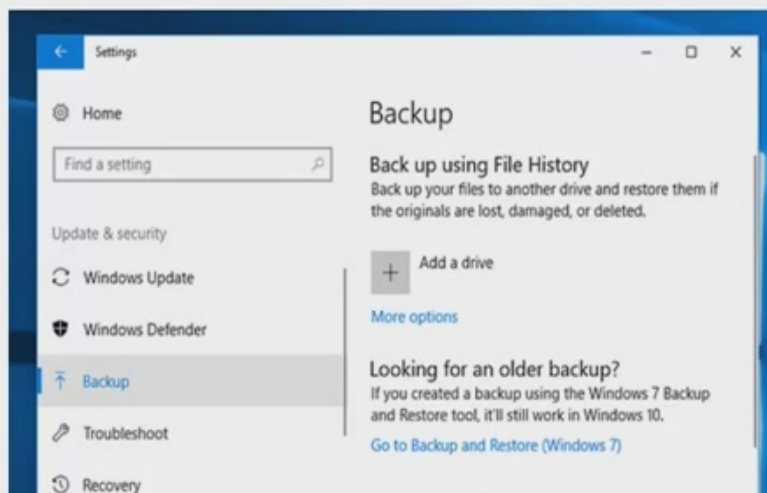 Settings
Home
Find a setting
Update & security
Windows Update
Windows Defender
Backup
Troubleshoot
Recovery
Backup
Back up using File History
Back up your files to another drive and restore them if
the originals are lost, damaged, or deleted.
Add a drive
More options
Looking for an older backup?
If you created a backup using the Windows 7 Backup
and Restore tool, it'll still work in Windows 10.
Go to Backup and Restore (Windows 7)